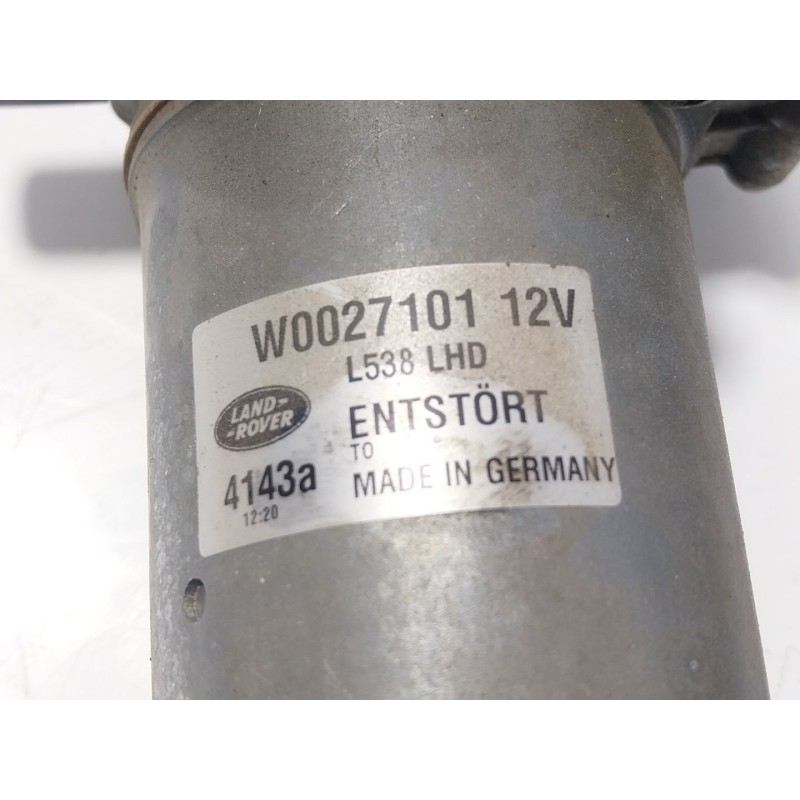 W0027101 12V
L538 LHD
LAND-
-ROVER
ENTSTÖRT
TO
4143a
MADE IN GERMANY
12:20